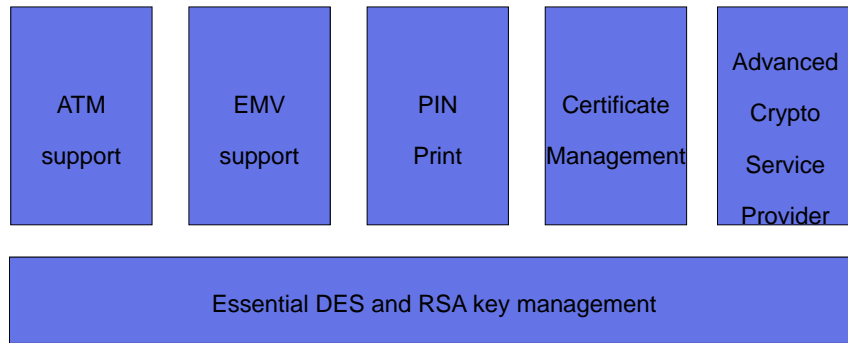 ATM
support
EMV
support
PIN
Print
Certificate
Management
Advanced
Crypto
Service
Provider
Essential DES and RSA key management